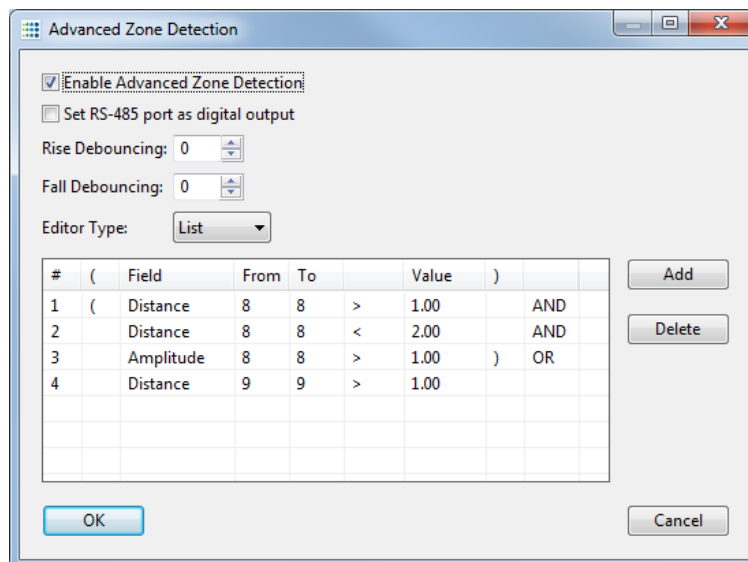 Advanced Zone Detection
Enable Advanced Zone Detection
Set RS-485 port as digital output
Rise Debouncing: 0
Fall Debouncing: 0
Editor Type: List
# ( Field From To Value )
1 ( Distance 8 8 > 1.00 AND
2 Distance 8 8 < 2.00 AND
3 Amplitude 8 8 > 1.00 ) OR
4 Distance 9 9 > 1.00
Add
Delete
OK Cancel